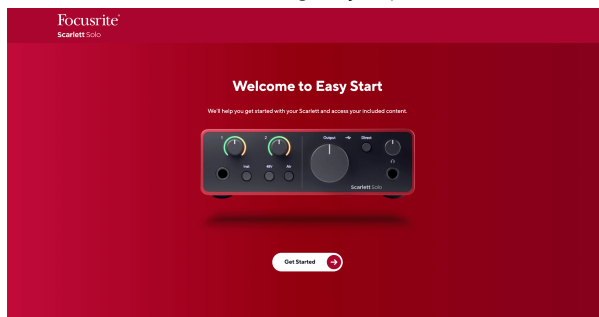 Focusrite®
Scarlett Solo
Welcome to Easy Start
We'll help you get started with your Scarlett and access your included content.
1 2 Output Direct
Inst 48V Air
Scarlett Solo
Get Started